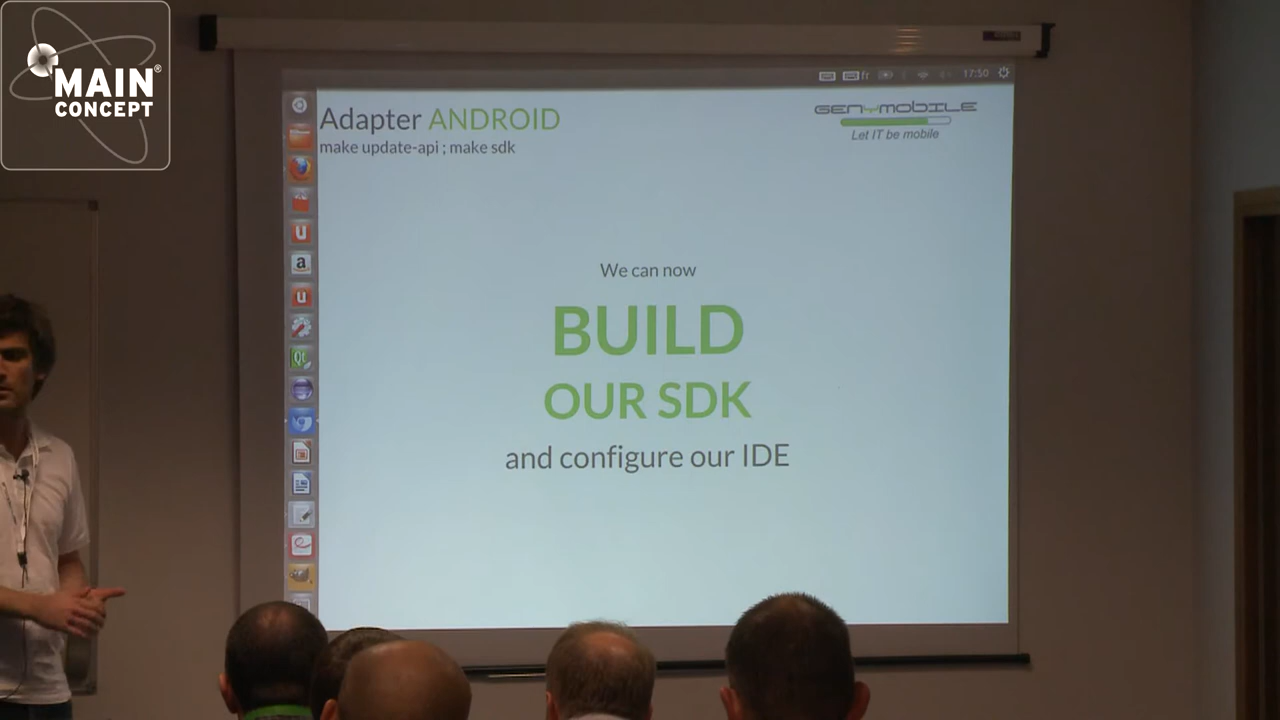 MAIN
CONCEPT
fr
17:50
Adapter ANDROID
make update-api ; make sdk
GENYMOBILE
Let IT be mobile
We can now
BUILD
OUR SDK
and configure our IDE